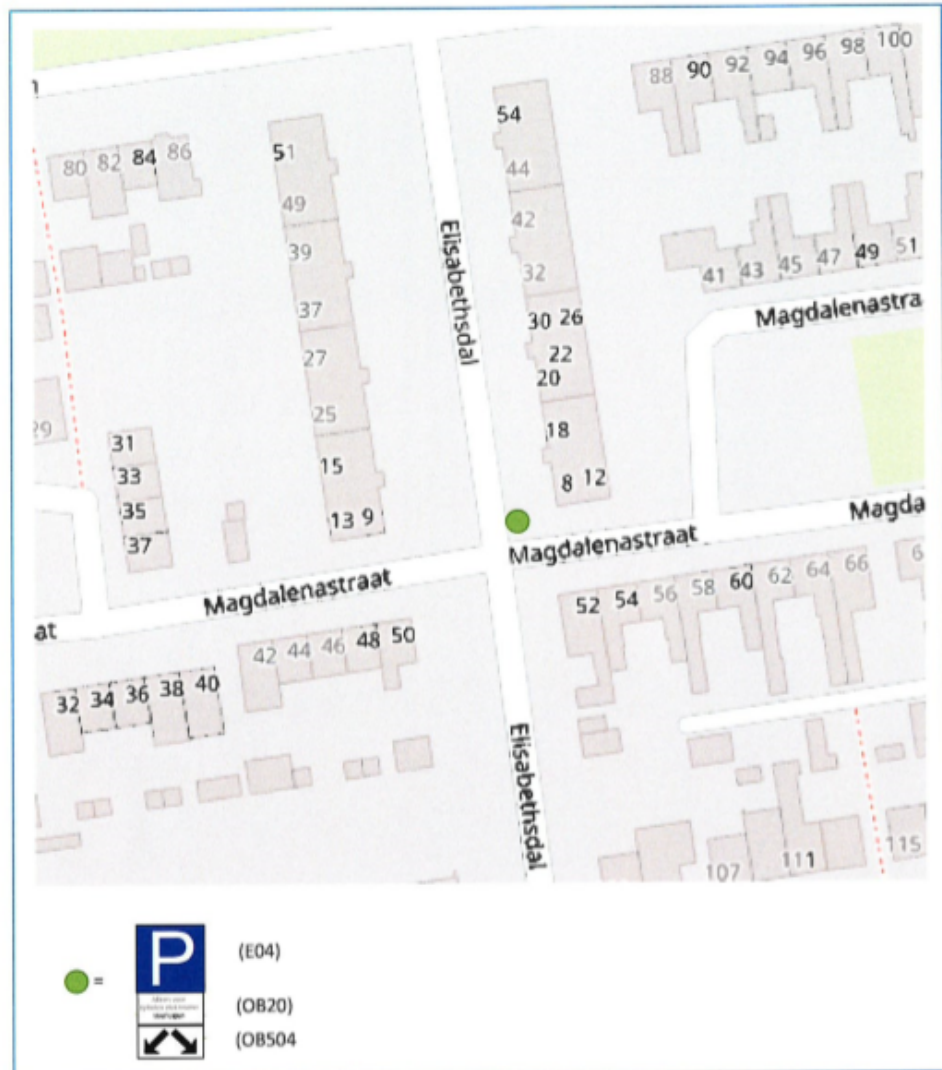 88 90 92 94 96 98 100
54
80 82 84 86
51
44
49
42
39
Elisabethsdal
41 43 45 47 49 51
32
37
30 26
Magdalenastra
27
22
20
25
18
29
31
15
33
8 12
35
13 9
Magda
37
Magdalenastraat
Magdalenastraat
at
52 54 56 58 60 62 64 66 6
42 44 46 48 50
32 34 36 38 40
Elisabethsdal
107 111 115
= P (E04)
(OB20)
(OB504